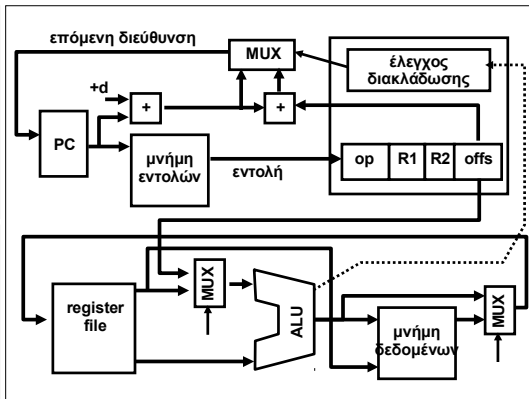 επόμενη διεύθυνση
MUX
έλεγχος
διακλάδωσης
+d
+
+
PC
μνήμη
εντολών
εντολή
op R1 R2 offs
MUX
ALU
register
file
μνήμη
δεδομένων
MUX